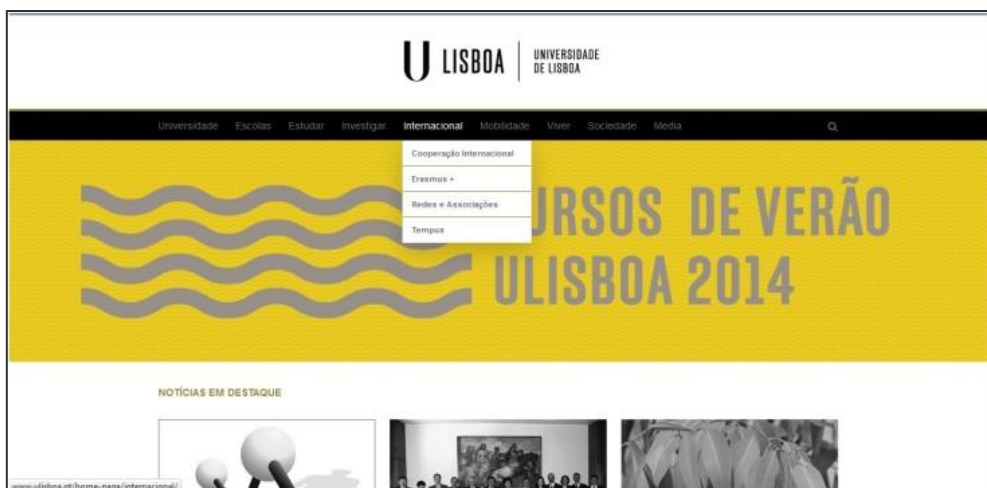 U LISBOA | UNIVERSIDADE
DE LISBOA
Universidade Escolas Estudar Investigar Internacional Mobilidade Viver Sociedade Media
Cooperação Internacional
Erasmus +
Redes e Associações
Tempus
URSOS DE VERÃO
ULISBOA 2014
NOTÍCIAS EM DESTAQUE
www.ulisboa.pt/home-page/internacional/